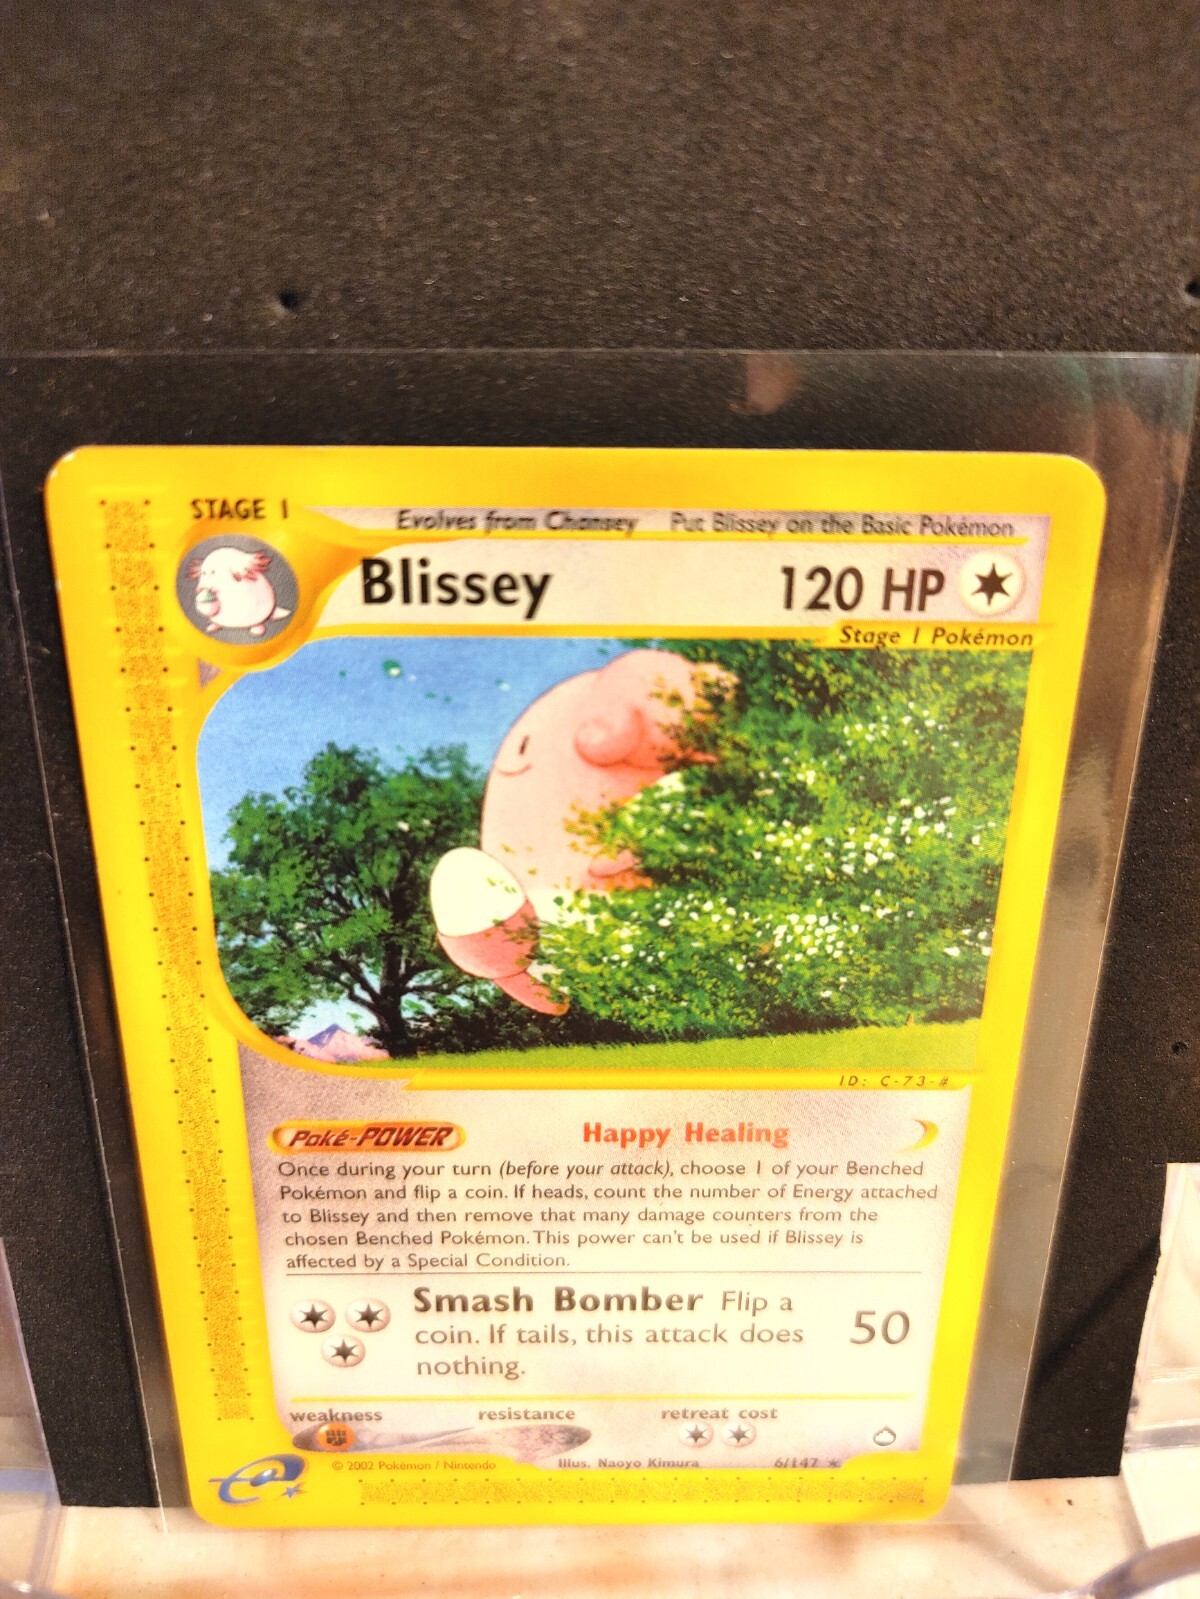 STAGE 1
Evolves from Chansey Put Blissey on the Basic Pokémon
Blissey 120 HP
Stage 1 Pokémon
ID: C-73-#
Poké-POWER Happy Healing
Once during your turn (before your attack), choose 1 of your Benched
Pokémon and flip a coin. If heads, count the number of Energy attached
to Blissey and then remove that many damage counters from the
chosen Benched Pokémon. This power can't be used if Blissey is
affected by a Special Condition.
Smash Bomber Flip a
coin. If tails, this attack does
nothing.
50
weakness resistance retreat cost
© 2002 Pokémon / Nintendo Illus. Naoyo Kimura 6/147 ★
e